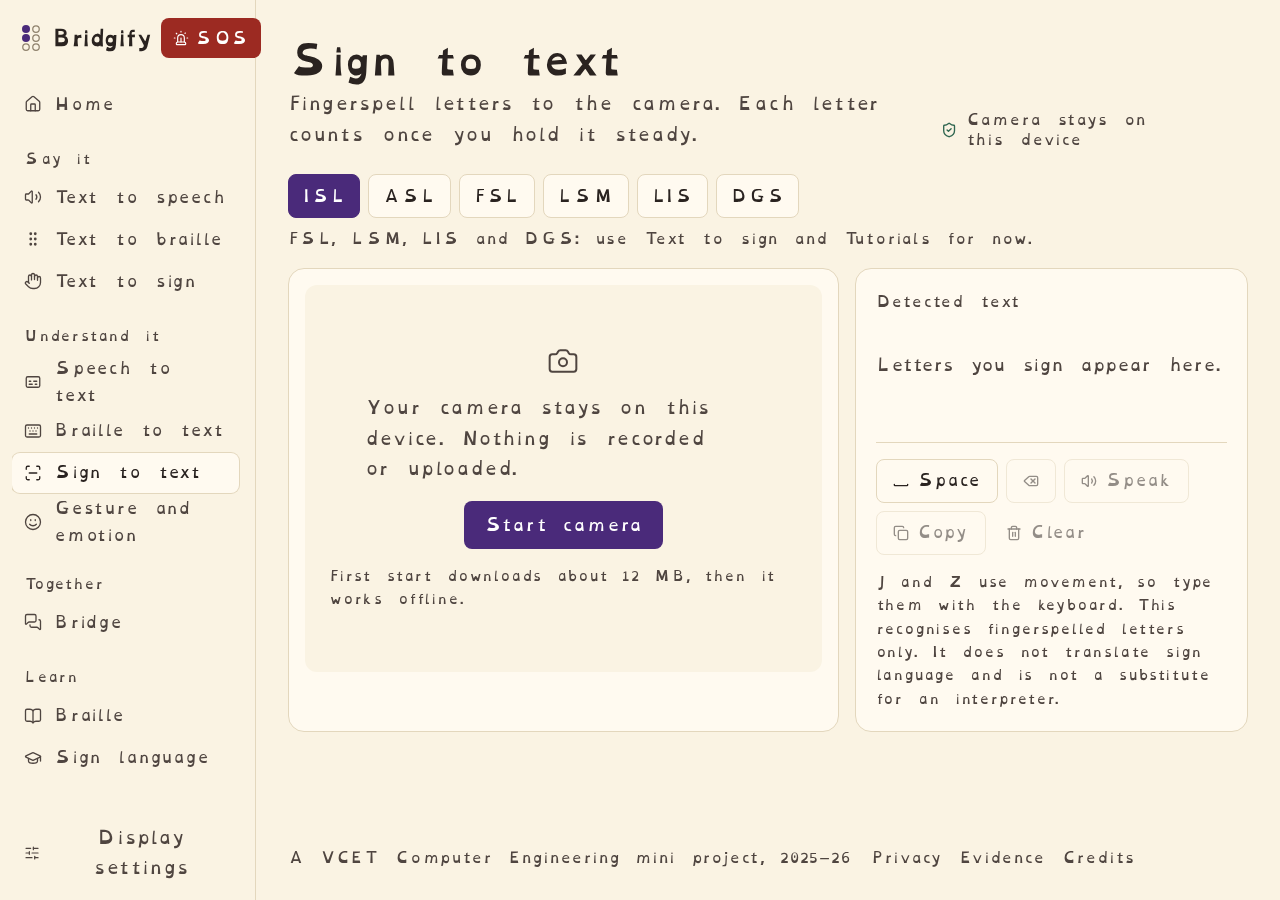 Bridgify
SOS
Home
Say it
Text to speech
Text to braille
Text to sign
Understand it
Speech to
text
Braille to text
Sign to text
Gesture and
emotion
Together
Bridge
Learn
Braille
Sign language
Display
settings
Sign to text
Fingerspell letters to the camera. Each letter
counts once you hold it steady.
Camera stays on
this device
ISL
ASL
FSL
LSM
LIS
DGS
FSL, LSM, LIS and DGS: use Text to sign and Tutorials for now.
Your camera stays on this
device. Nothing is recorded
or uploaded.
Start camera
First start downloads about 12 MB, then it
works offline.
Detected text
Letters you sign appear here.
Space
Speak
Copy
Clear
J and Z use movement, so type
them with the keyboard. This
recognises fingerspelled letters
only. It does not translate sign
language and is not a substitute
for an interpreter.
A VCET Computer Engineering mini project, 2025–26
Privacy
Evidence
Credits